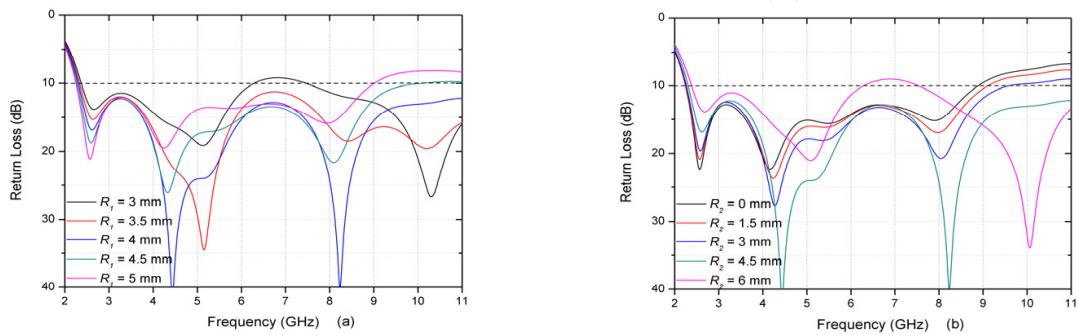 0
10
20
30
40
Return Loss (dB)
R1 = 3 mm
R1 = 3.5 mm
R1 = 4 mm
R1 = 4.5 mm
R1 = 5 mm
2 3 4 5 6 7 8 9 10 11
Frequency (GHz) (a)
0
10
20
30
40
Return Loss (dB)
R2 = 0 mm
R2 = 1.5 mm
R2 = 3 mm
R2 = 4.5 mm
R2 = 6 mm
2 3 4 5 6 7 8 9 10 11
Frequency (GHz) (b)